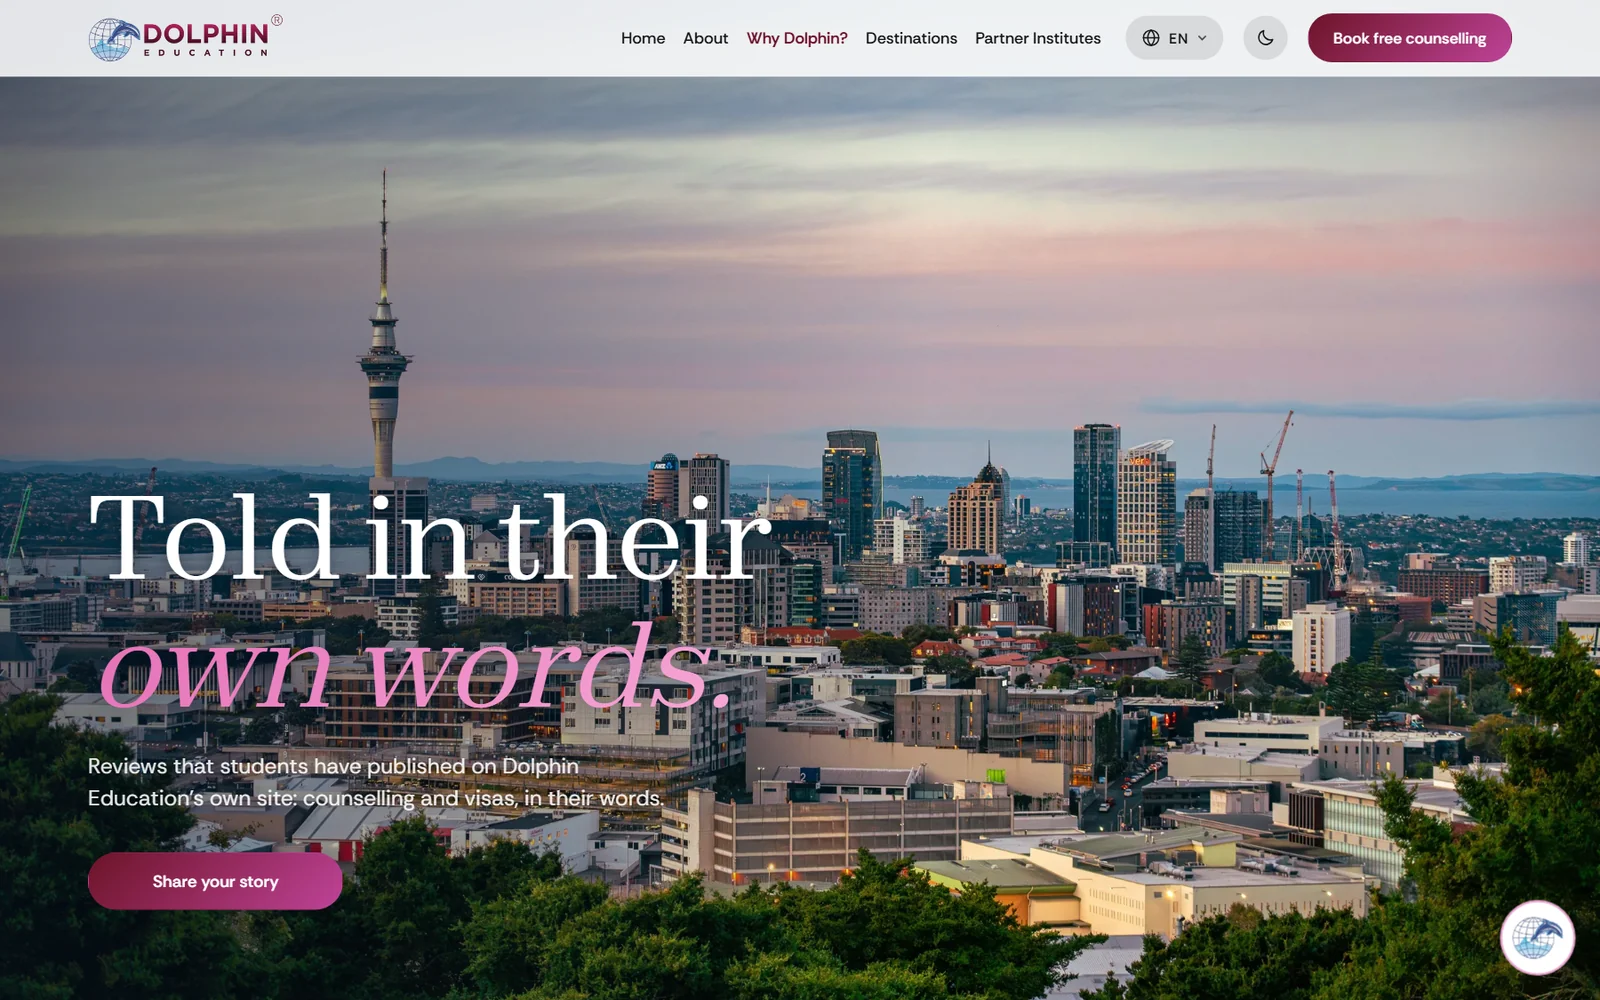 DOLPHIN®
EDUCATION
Home
About
Why Dolphin?
Destinations
Partner Institutes
EN
Book free counselling
Told in their
own words.
Reviews that students have published on Dolphin
Education's own site: counselling and visas, in their words.
Share your story
ANZ